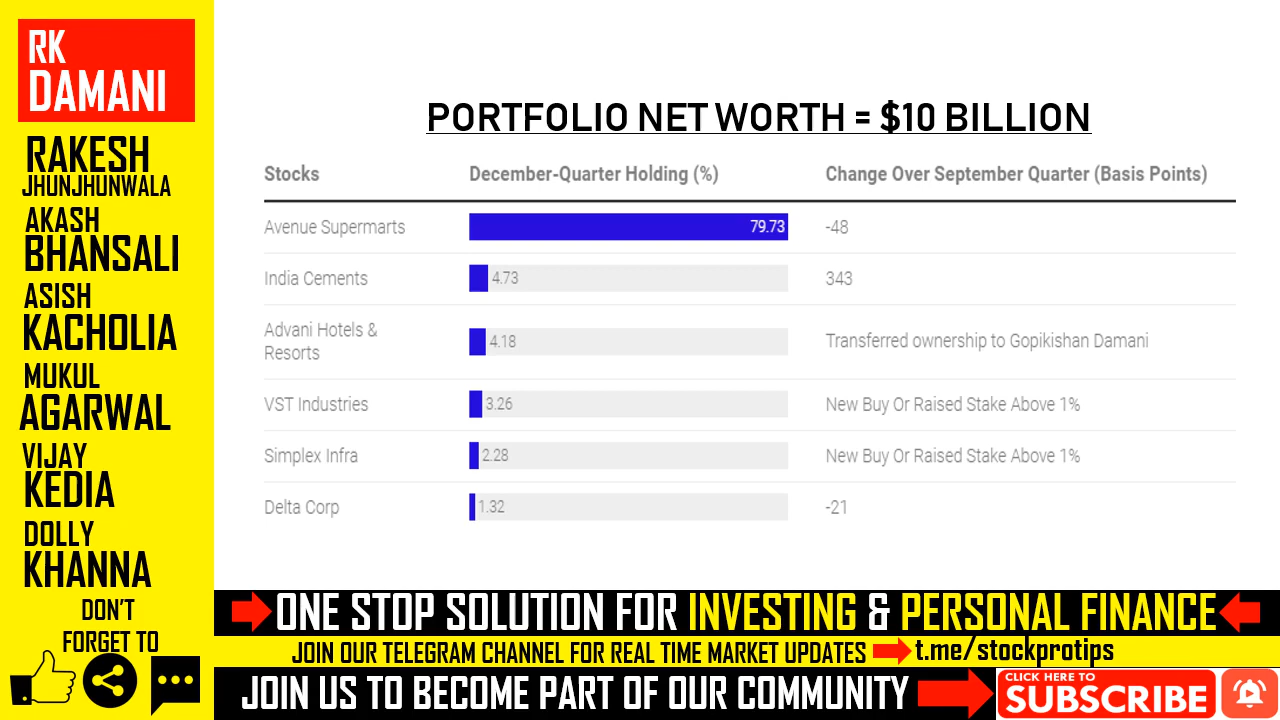 RK
DAMANI
RAKESH
JHUNJHUNWALA
AKASH
BHANSALI
ASISH
KACHOLIA
MUKUL
AGARWAL
VIJAY
KEDIA
DOLLY
KHANNA
DON'T
FORGET TO
PORTFOLIO NET WORTH = $10 BILLION
Stocks December-Quarter Holding (%) Change Over September Quarter (Basis Points)
Avenue Supermarts 79.73 -48
India Cements 4.73 343
Advani Hotels &
Resorts 4.18 Transferred ownership to Gopikishan Damani
VST Industries 3.26 New Buy Or Raised Stake Above 1%
Simplex Infra 2.28 New Buy Or Raised Stake Above 1%
Delta Corp 1.32 -21
ONE STOP SOLUTION FOR INVESTING & PERSONAL FINANCE
JOIN OUR TELEGRAM CHANNEL FOR REAL TIME MARKET UPDATES t.me/stockprotips
JOIN US TO BECOME PART OF OUR COMMUNITY
CLICK HERE TO
SUBSCRIBE